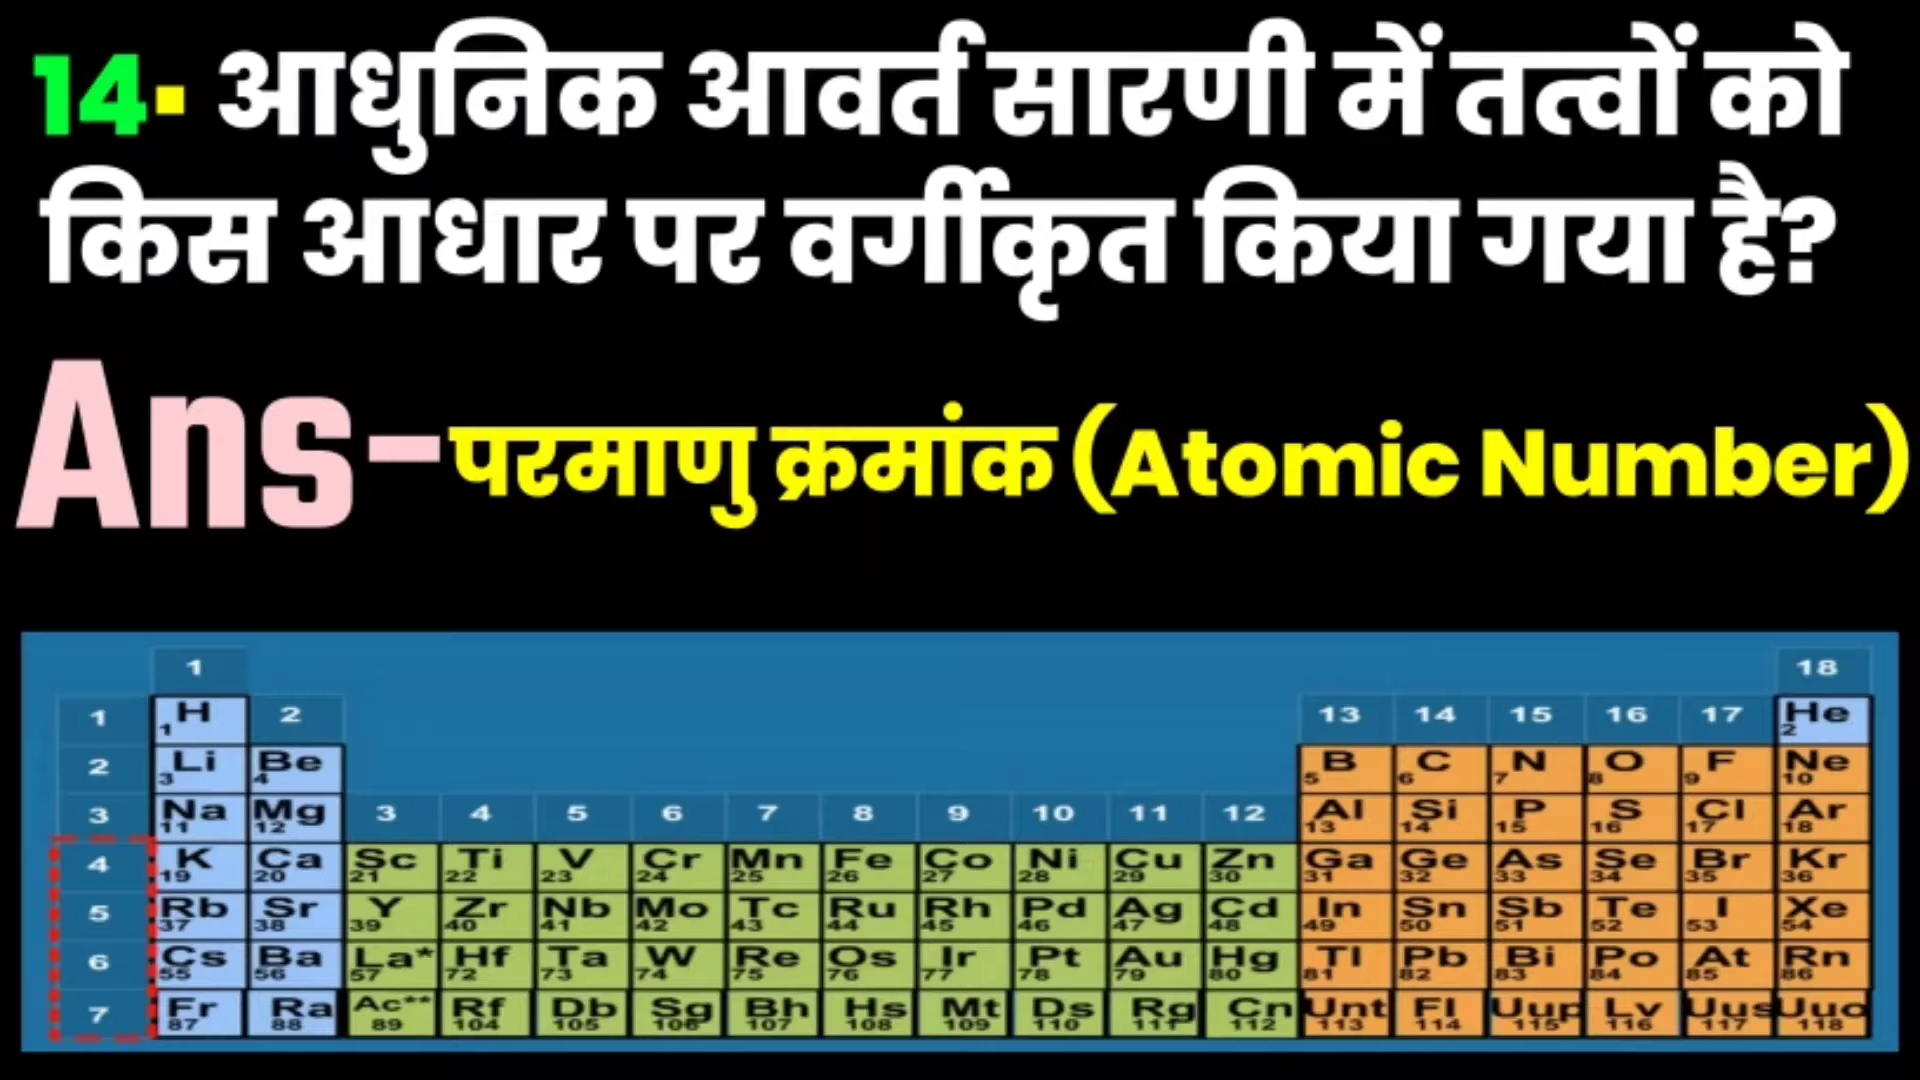 14▪ आधुनिक आवर्त सारणी में तत्वों को
किस आधार पर वर्गीकृत किया गया है?
Ans-परमाणु क्रमांक (Atomic Number)
1 18
1 H 1 2 13 14 15 16 17 He 2
2 Li 3 Be 4 B 5 C 6 N 7 O 8 F 9 Ne 10
3 Na 11 Mg 12 3 4 5 6 7 8 9 10 11 12 Al 13 Si 14 P 15 S 16 Cl 17 Ar 18
4 K 19 Ca 20 Sc 21 Ti 22 V 23 Cr 24 Mn 25 Fe 26 Co 27 Ni 28 Cu 29 Zn 30 Ga 31 Ge 32 As 33 Se 34 Br 35 Kr 36
5 Rb 37 Sr 38 Y 39 Zr 40 Nb 41 Mo 42 Tc 43 Ru 44 Rh 45 Pd 46 Ag 47 Cd 48 In 49 Sn 50 Sb 51 Te 52 I 53 Xe 54
6 Cs 55 Ba 56 La* 57 Hf 72 Ta 73 W 74 Re 75 Os 76 Ir 77 Pt 78 Au 79 Hg 80 Tl 81 Pb 82 Bi 83 Po 84 At 85 Rn 86
7 Fr 87 Ra 88 Ac** 89 Rf 104 Db 105 Sg 106 Bh 107 Hs 108 Mt 109 Ds 110 Rg 111 Cn 112 Unt 113 Fl 114 Uup 115 Lv 116 Uus 117 Uuo 118